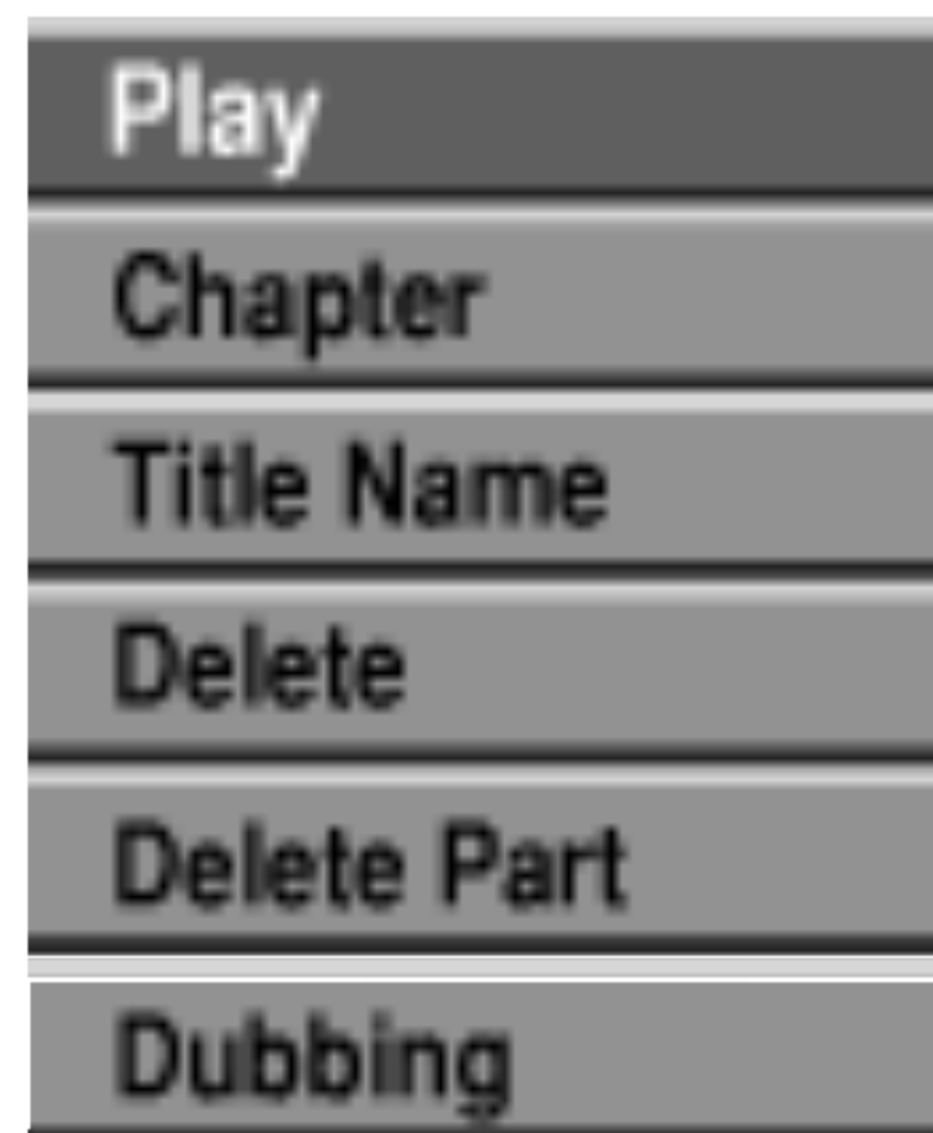 Play
Chapter
Title Name
Delete
Delete Part
Dubbing